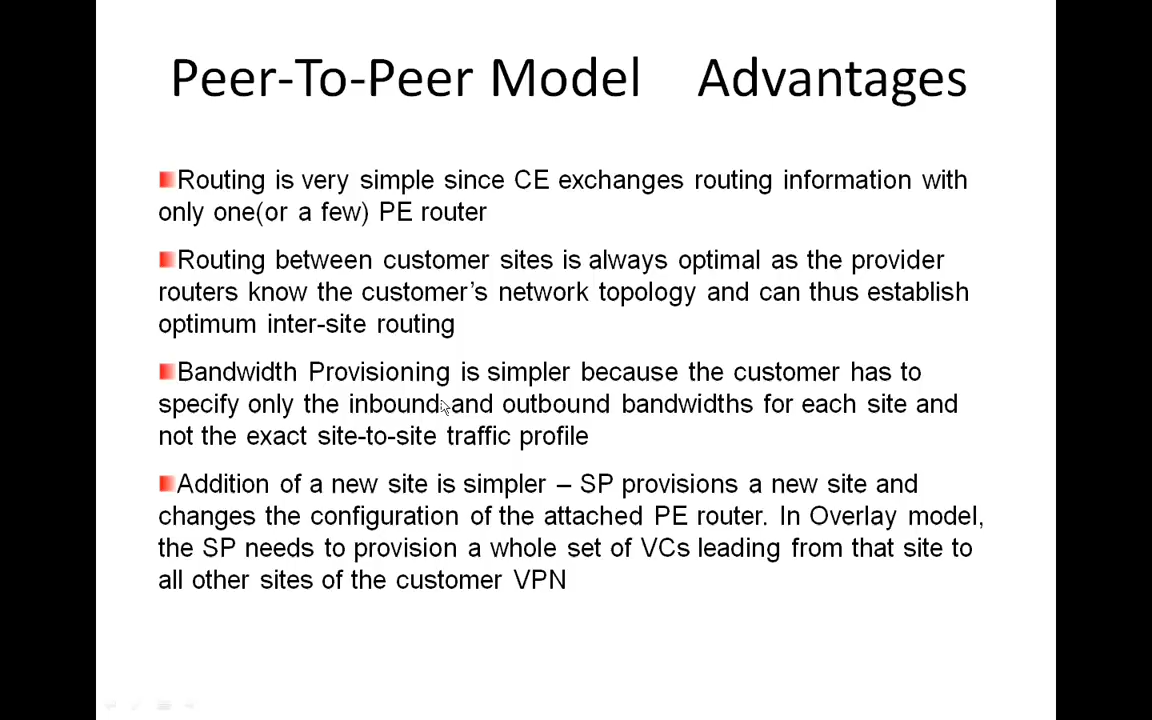 Peer-To-Peer Model Advantages
Routing is very simple since CE exchanges routing information with
only one(or a few) PE router
Routing between customer sites is always optimal as the provider
routers know the customer’s network topology and can thus establish
optimum inter-site routing
Bandwidth Provisioning is simpler because the customer has to
specify only the inbound and outbound bandwidths for each site and
not the exact site-to-site traffic profile
Addition of a new site is simpler – SP provisions a new site and
changes the configuration of the attached PE router. In Overlay model,
the SP needs to provision a whole set of VCs leading from that site to
all other sites of the customer VPN